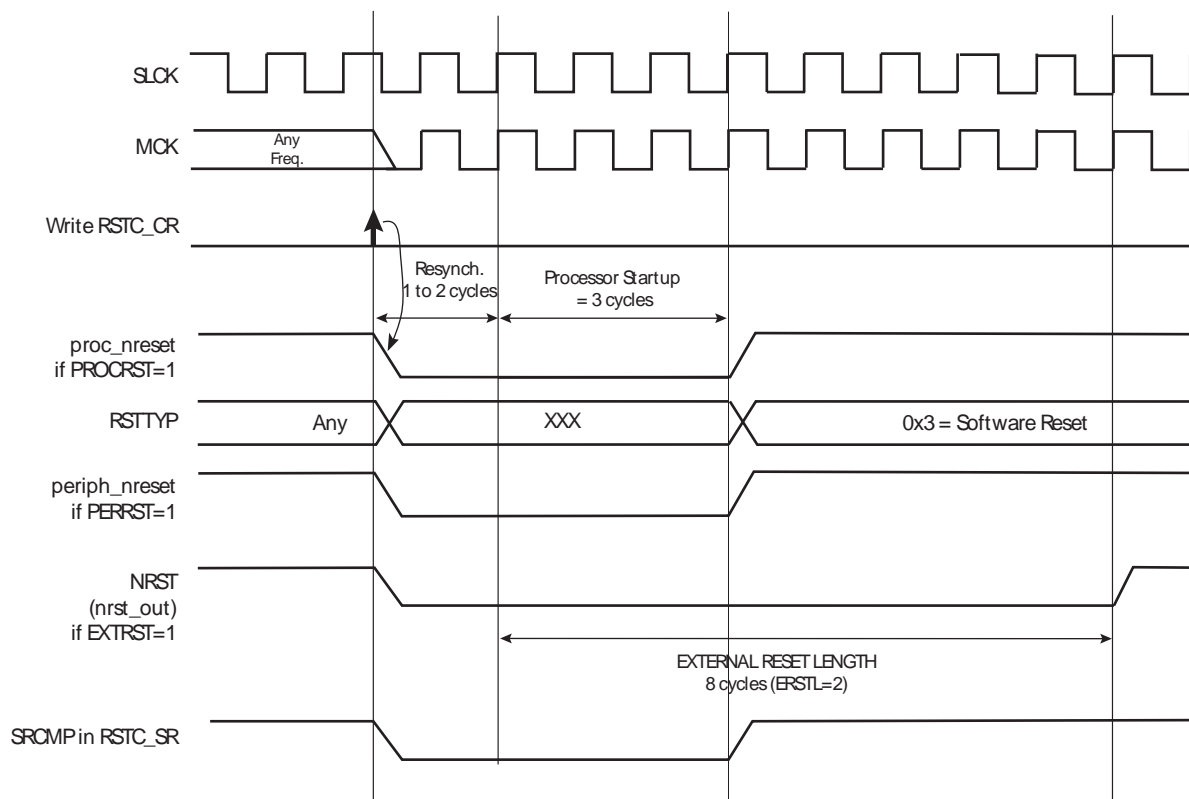 SLCK
MCK
Any
Freq.
Write RSTC_CR
Resynch.
1 to 2 cycles
Processor Startup
= 3 cycles
proc_nreset
if PROCRST=1
RSTTYP
Any
XXX
0x3 = Software Reset
periph_nreset
if PERRST=1
NRST
(nrst_out)
if EXTRST=1
EXTERNAL RESET LENGTH
8 cycles (ERSTL=2)
SRCMP in RSTC_SR